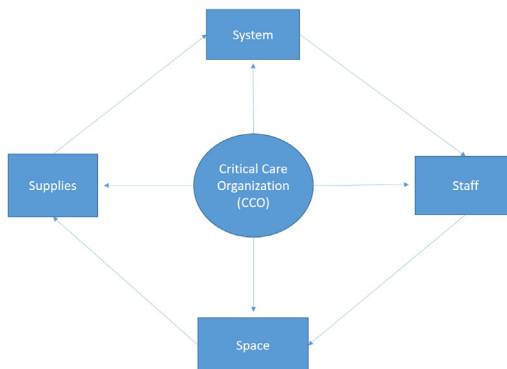 System
Critical Care
Organization
(CCO)
Supplies
Staff
Space